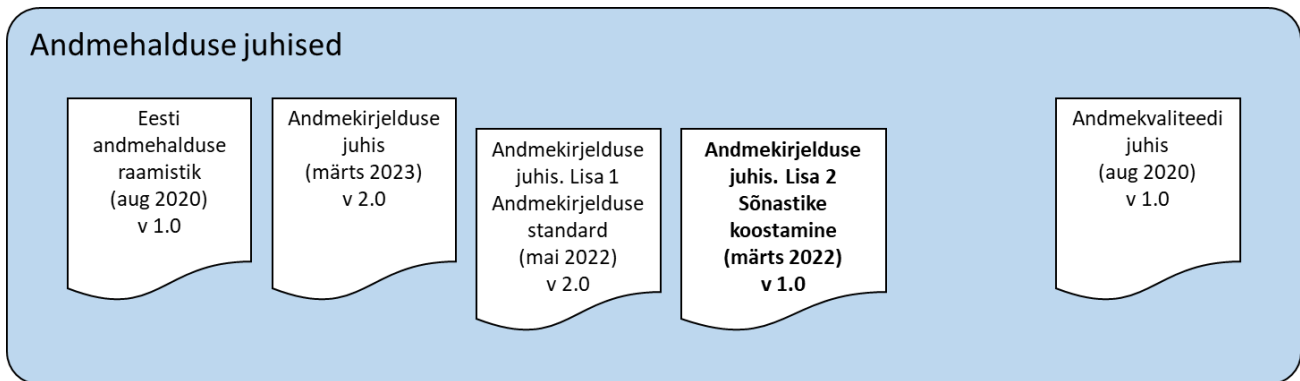 Andmehalduse juhised
Eesti
andmehalduse
raamistik
(aug 2020)
v 1.0
Andmekirjelduse
juhis
(märts 2023)
v 2.0
Andmekirjelduse
juhis. Lisa 1
Andmekirjelduse
standard
(mai 2022)
v 2.0
Andmekirjelduse
juhis. Lisa 2
Sõnastike
koostamine
(märts 2022)
v 1.0
Andmekvaliteedi
juhis
(aug 2020)
v 1.0